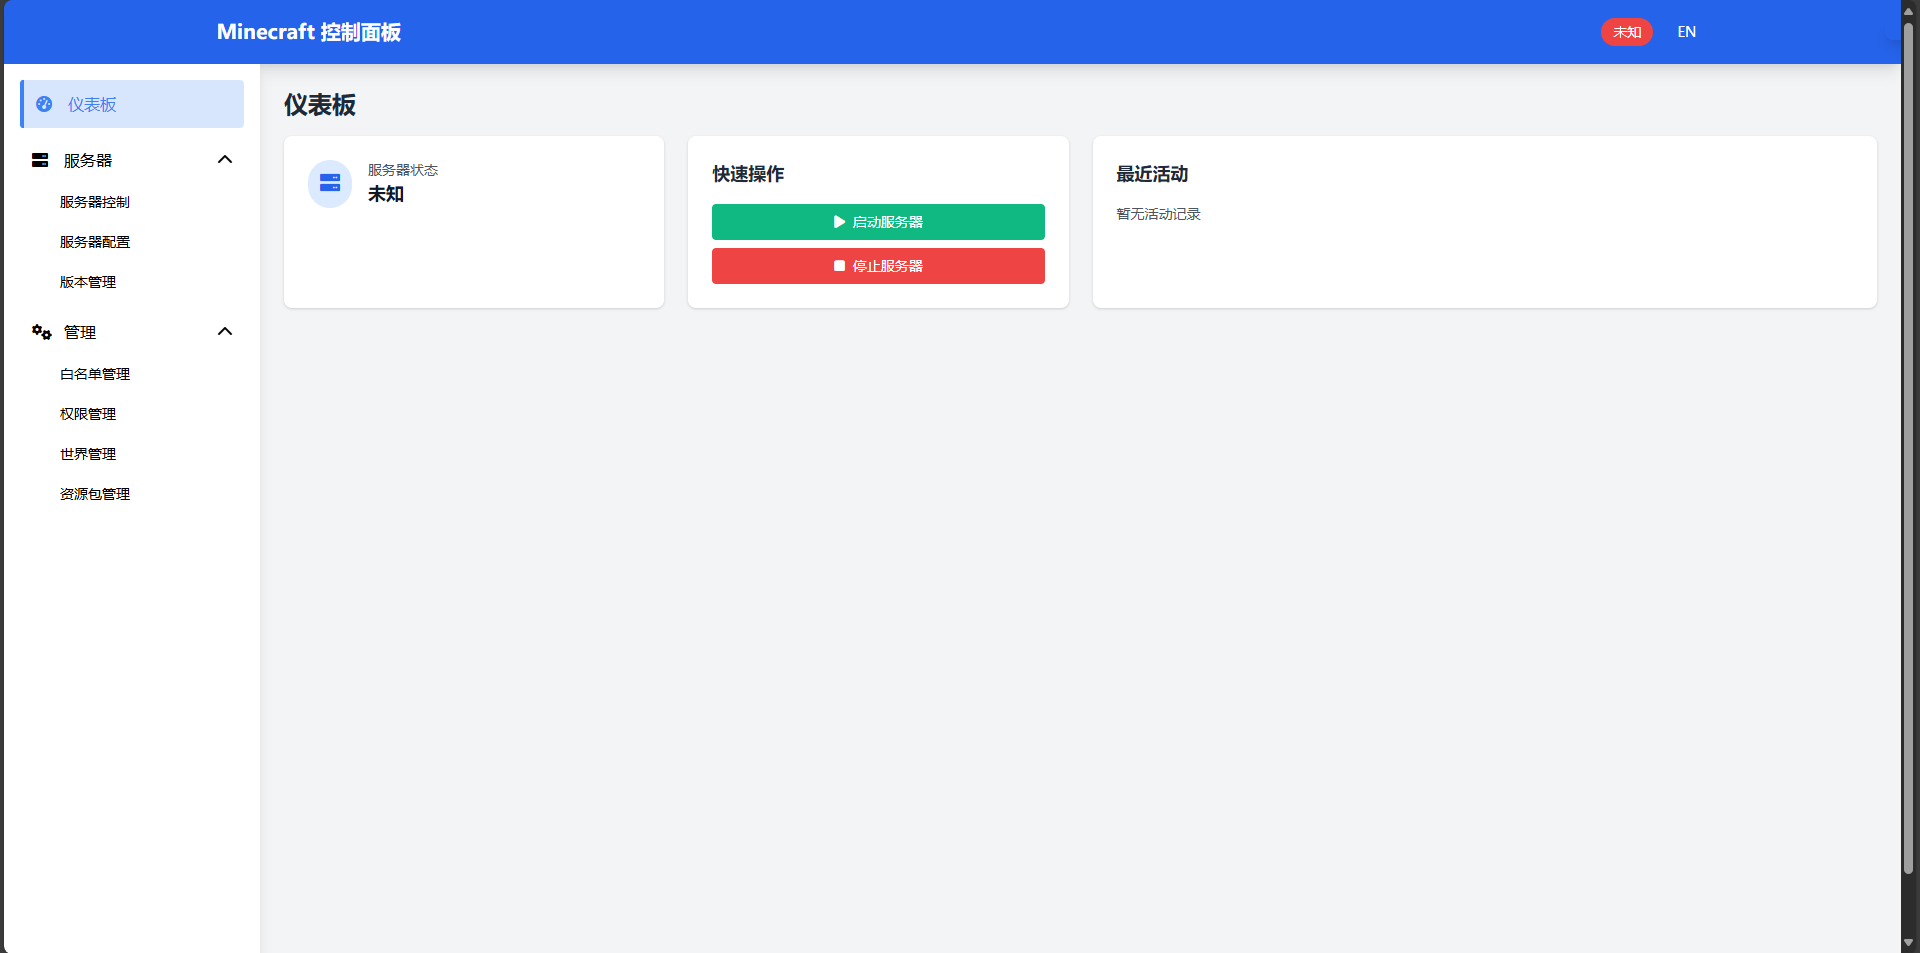 Minecraft 控制面板
未知
EN
仪表板
服务器
服务器控制
服务器配置
版本管理
管理
白名单管理
权限管理
世界管理
资源包管理
仪表板
服务器状态
未知
快速操作
启动服务器
停止服务器
最近活动
暂无活动记录